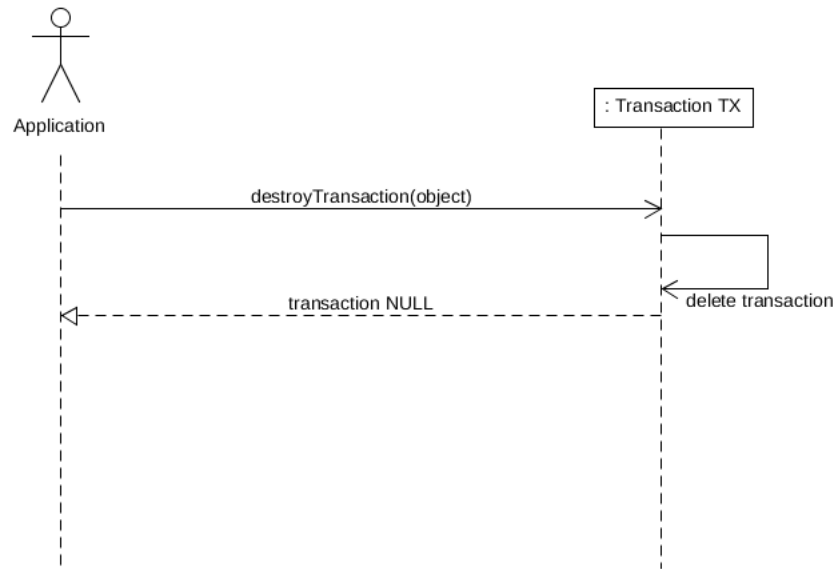 Application
: Transaction TX
destroyTransaction(object)
delete transaction
transaction NULL